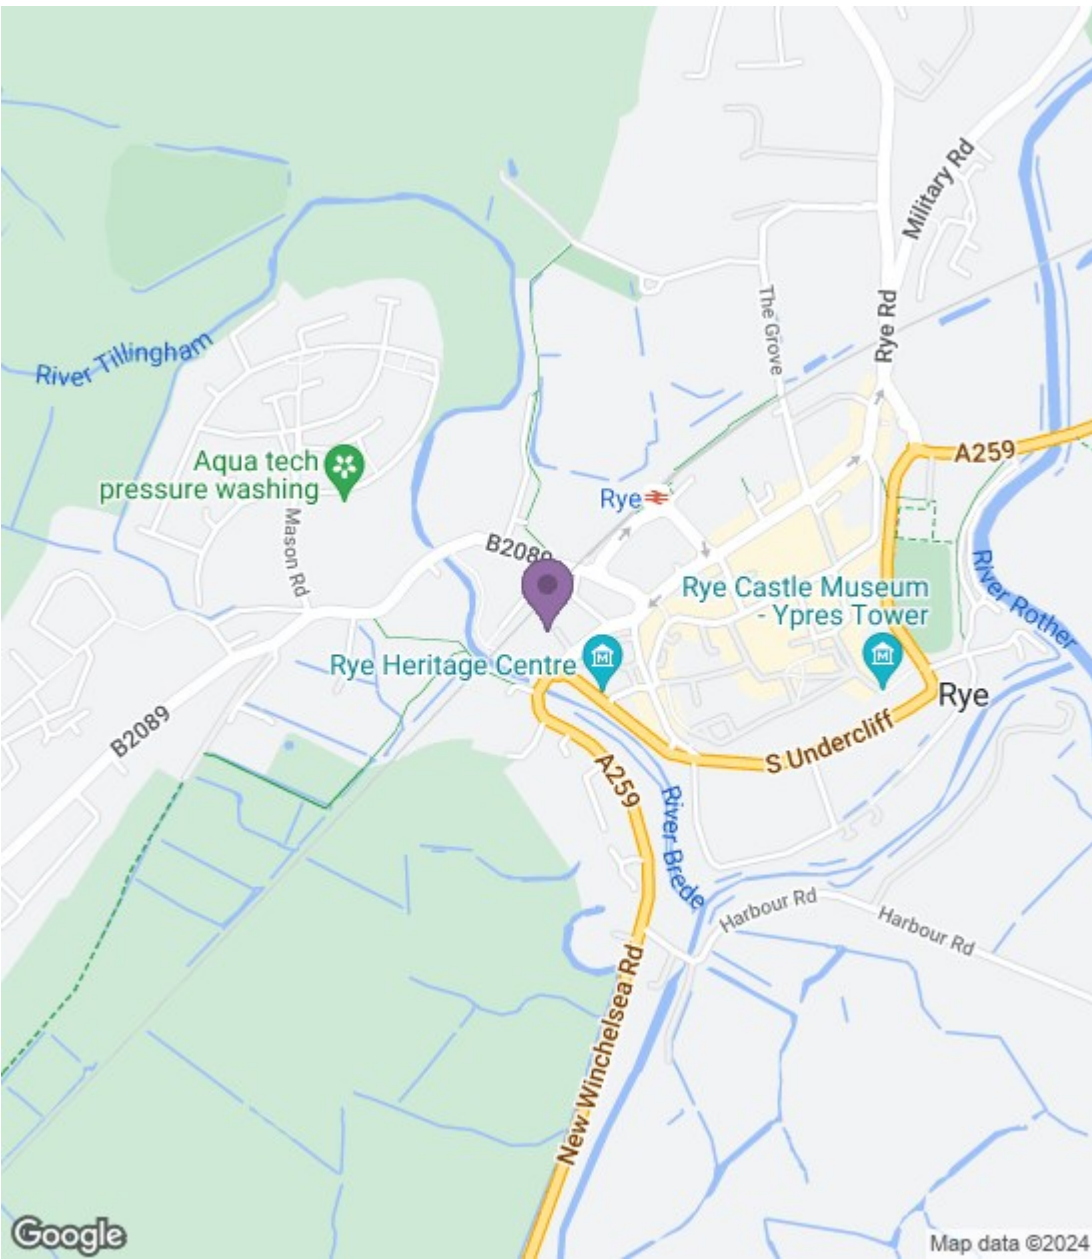 Military Rd
The Grove
Rye Rd
River Tillingham
A259
Aqua tech
pressure washing
Rye
Mason Rd
B2089
River Rother
Rye Castle Museum
- Ypres Tower
Rye Heritage Centre
Rye
B2089
S Undercliff
A259
River Brede
Harbour Rd
Harbour Rd
New Winchelsea Rd
Google
Map data ©2024